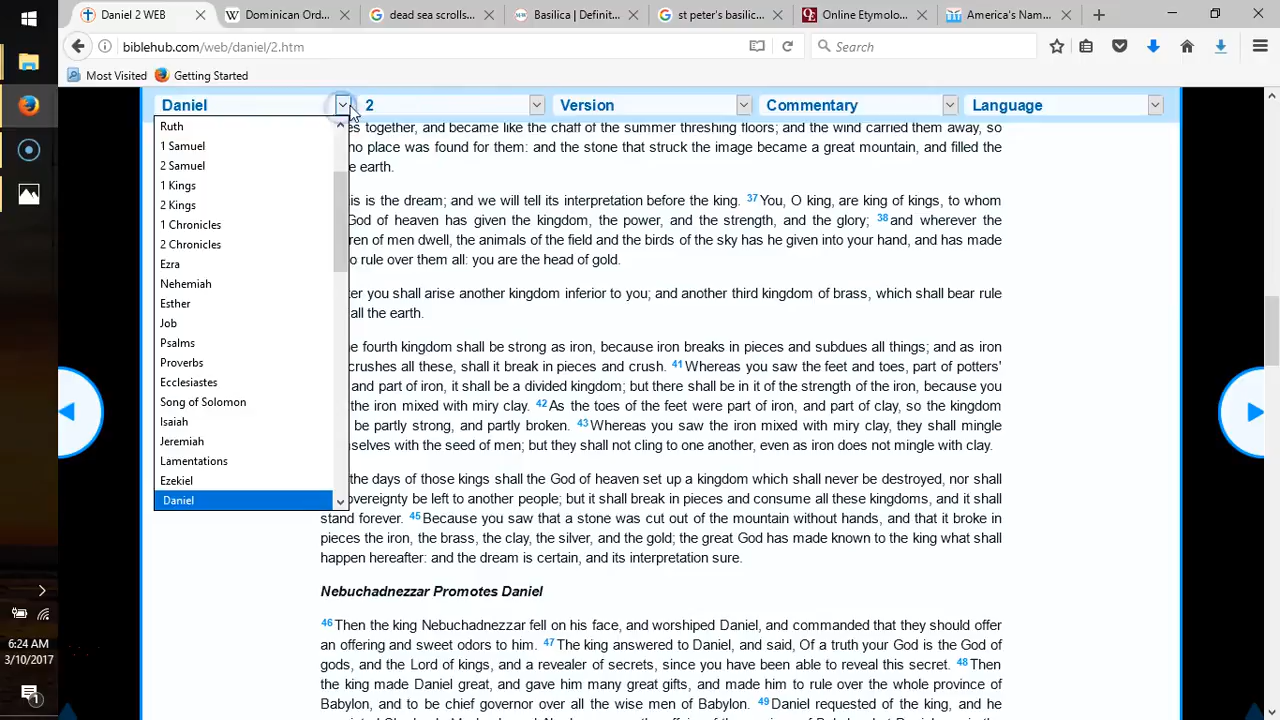 Daniel 2 WEB
Dominican Ord...
dead sea scrolls...
Basilica | Definit...
st peter's basilic...
Online Etymolo...
America's Nam...
biblehub.com/web/daniel/2.htm
Search
Most Visited
Getting Started
Daniel
2
Version
Commentary
Language
Ruth
1 Samuel
2 Samuel
1 Kings
2 Kings
1 Chronicles
2 Chronicles
Ezra
Nehemiah
Esther
Job
Psalms
Proverbs
Ecclesiastes
Song of Solomon
Isaiah
Jeremiah
Lamentations
Ezekiel
Daniel
together, and became like the chaff of the summer threshing floors; and the wind carried them away, so
no place was found for them: and the stone that struck the image became a great mountain, and filled the
earth.
is is the dream; and we will tell its interpretation before the king. 37You, O king, are king of kings, to whom
God of heaven has given the kingdom, the power, and the strength, and the glory; 38and wherever the
ren of men dwell, the animals of the field and the birds of the sky has he given into your hand, and has made
to rule over them all: you are the head of gold.
er you shall arise another kingdom inferior to you; and another third kingdom of brass, which shall bear rule
all the earth.
e fourth kingdom shall be strong as iron, because iron breaks in pieces and subdues all things; and as iron
crushes all these, shall it break in pieces and crush. 41Whereas you saw the feet and toes, part of potters'
and part of iron, it shall be a divided kingdom; but there shall be in it of the strength of the iron, because you
the iron mixed with miry clay. 42As the toes of the feet were part of iron, and part of clay, so the kingdom
be partly strong, and partly broken. 43Whereas you saw the iron mixed with miry clay, they shall mingle
selves with the seed of men; but they shall not cling to one another, even as iron does not mingle with clay.
the days of those kings shall the God of heaven set up a kingdom which shall never be destroyed, nor shall
overeignty be left to another people; but it shall break in pieces and consume all these kingdoms, and it shall
stand forever. 45Because you saw that a stone was cut out of the mountain without hands, and that it broke in
pieces the iron, the brass, the clay, the silver, and the gold; the great God has made known to the king what shall
happen hereafter: and the dream is certain, and its interpretation sure.
Nebuchadnezzar Promotes Daniel
46Then the king Nebuchadnezzar fell on his face, and worshiped Daniel, and commanded that they should offer
an offering and sweet odors to him. 47The king answered to Daniel, and said, Of a truth your God is the God of
gods, and the Lord of kings, and a revealer of secrets, since you have been able to reveal this secret. 48Then
the king made Daniel great, and gave him many great gifts, and made him to rule over the whole province of
Babylon, and to be chief governor over all the wise men of Babylon. 49Daniel requested of the king, and he
6:24 AM
3/10/2017
1